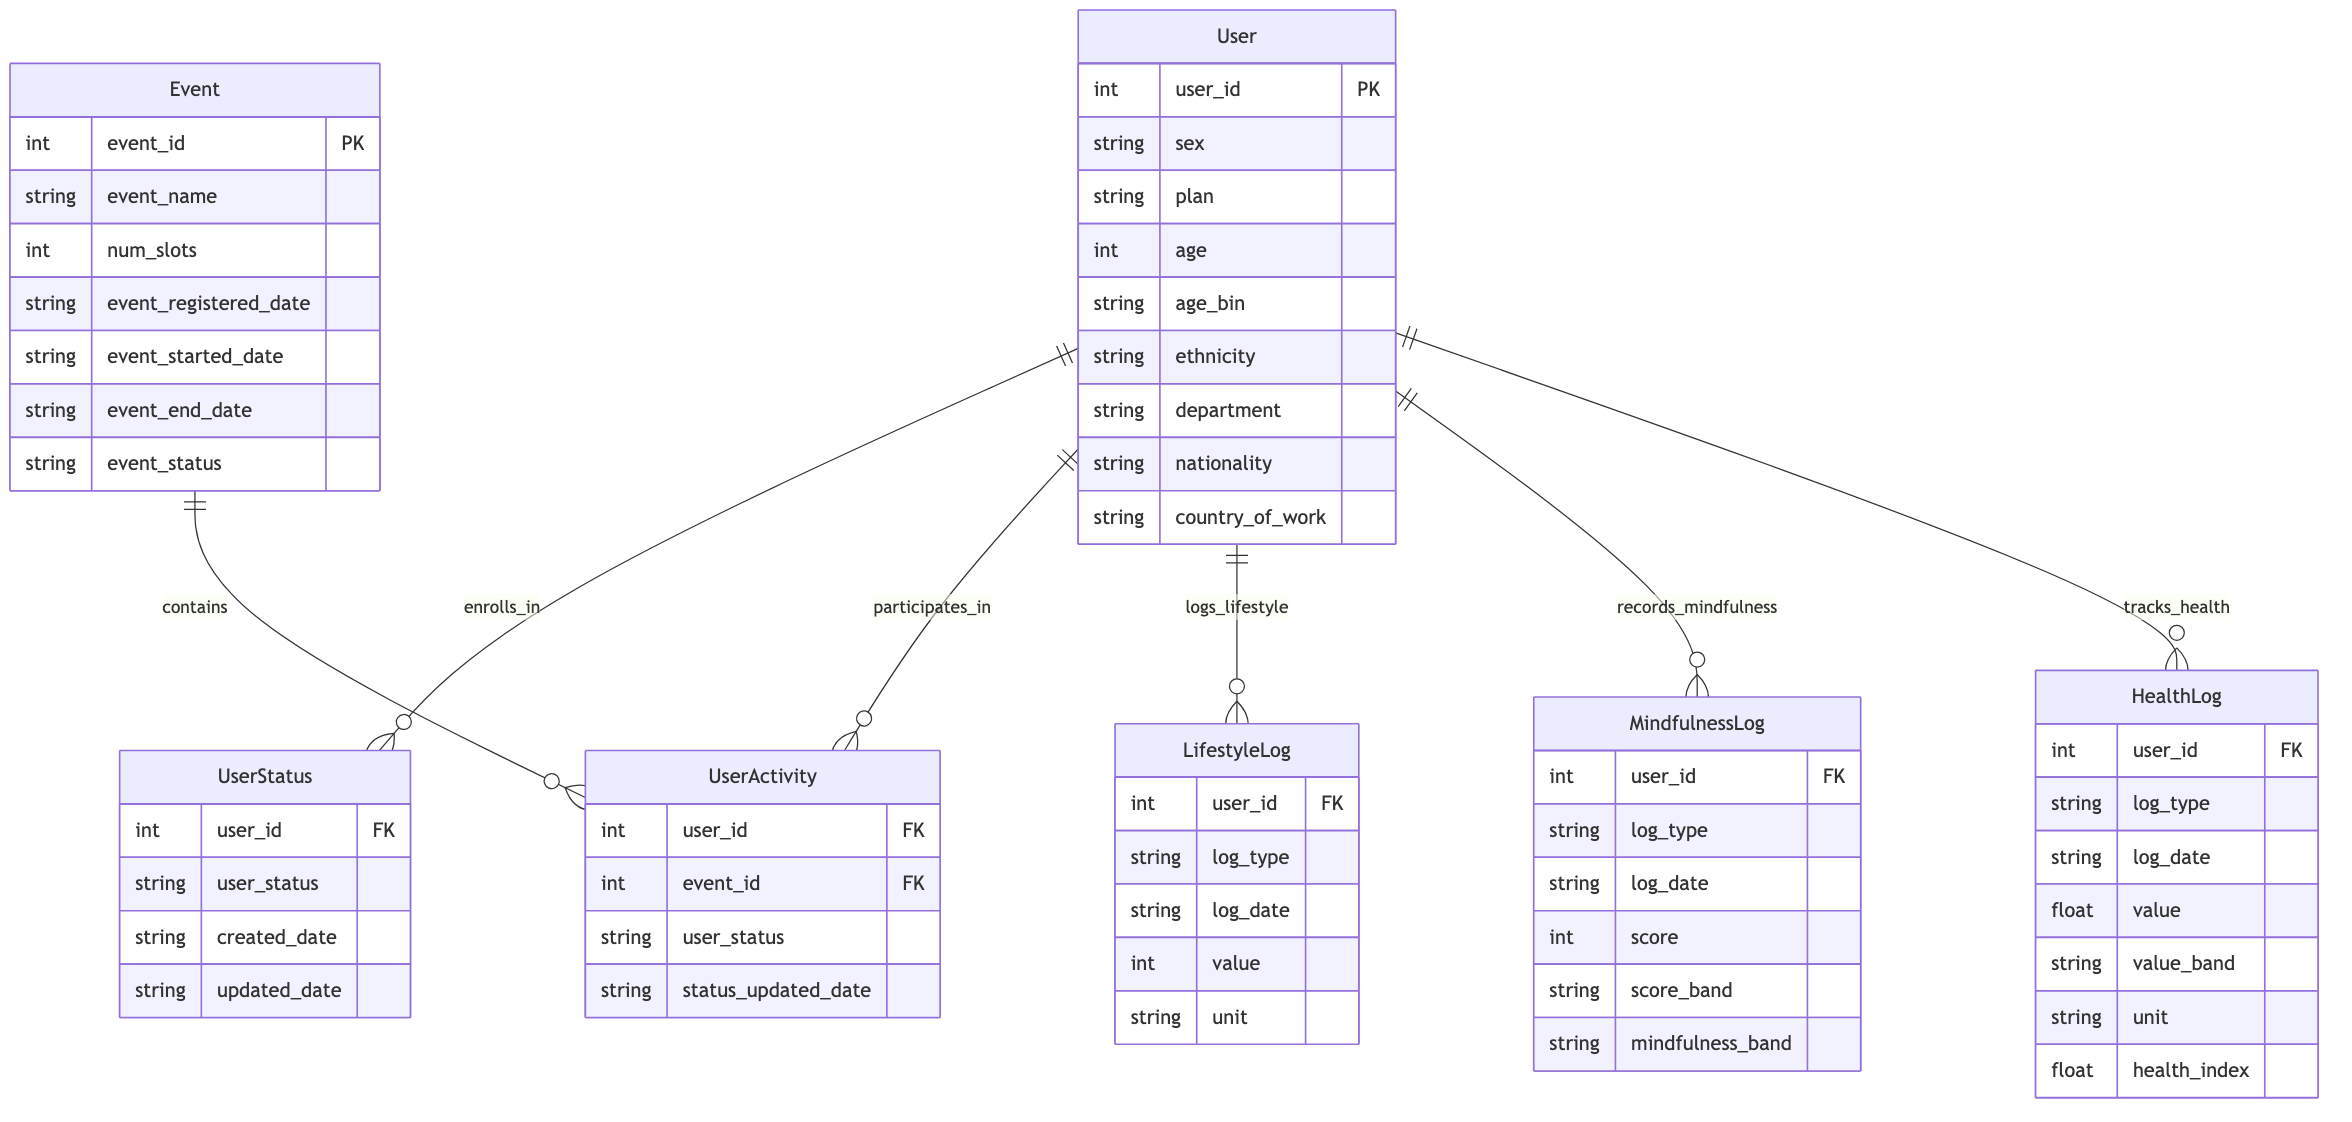 Event
int event_id PK
string event_name
int num_slots
string event_registered_date
string event_started_date
string event_end_date
string event_status
User
int user_id PK
string sex
string plan
int age
string age_bin
string ethnicity
string department
string nationality
string country_of_work
contains
enrolls_in
participates_in
logs_lifestyle
records_mindfulness
tracks_health
UserStatus
int user_id FK
string user_status
string created_date
string updated_date
UserActivity
int user_id FK
int event_id FK
string user_status
string status_updated_date
LifestyleLog
int user_id FK
string log_type
string log_date
int value
string unit
MindfulnessLog
int user_id FK
string log_type
string log_date
int score
string score_band
string mindfulness_band
HealthLog
int user_id FK
string log_type
string log_date
float value
string value_band
string unit
float health_index